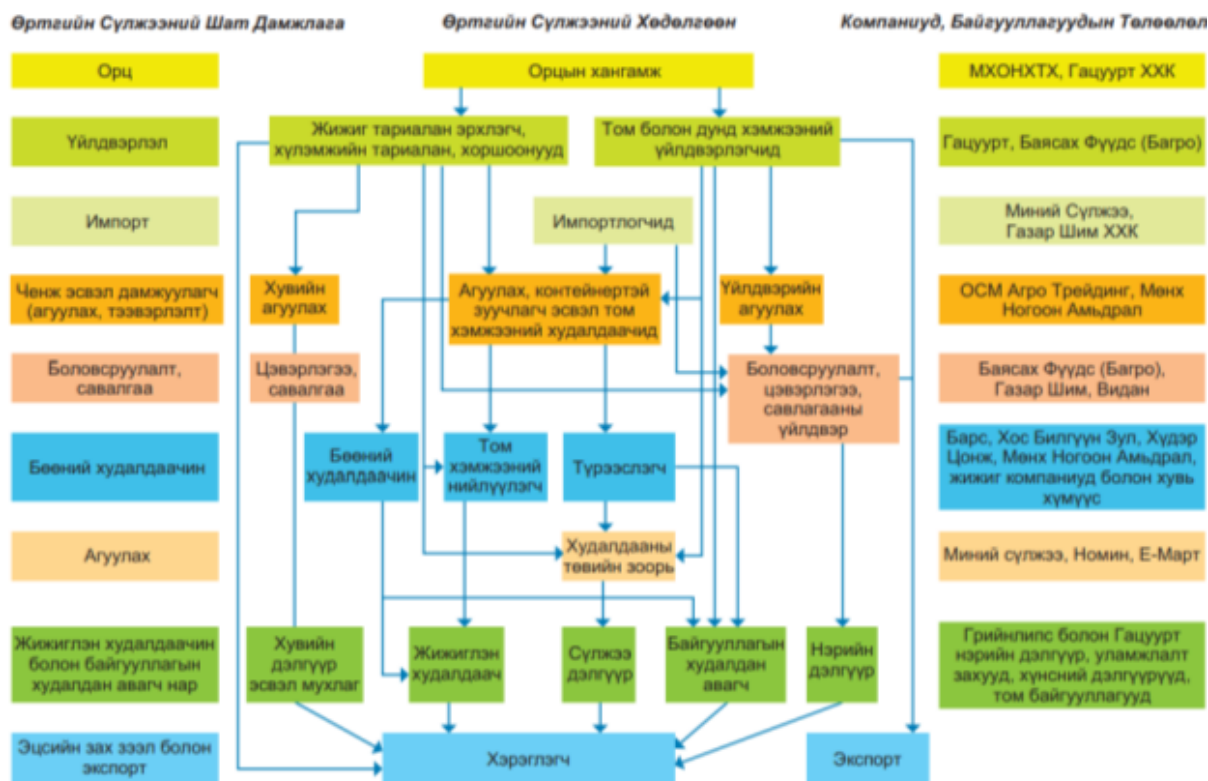 Өртгийн Сүлжээний Шат Дамжлага
Өртгийн Сүлжээний Хөдөлгөөн
Компаниуд, Байгууллагуудын Төлөөлөл
Орц
Орцын хангамж
МХОНХТХ, Гацуурт ХХК
Үйлдвэрлэл
Жижиг тариалан эрхлэгч,
хүлэмжийн тариалан, хоршоонууд
Том болон дунд хэмжээний
үйлдвэрлэгчид
Гацуурт, Баясах Фүүдс (Багро)
Импорт
Импортлогчид
Миний Сүлжээ,
Газар Шим ХХК
Ченж эсвэл дамжуулагч
(агуулах, тээвэрлэлт)
Хувийн
агуулах
Агуулах, контейнертэй
зуучлагч эсвэл том
хэмжээний худалдаачид
Үйлдвэрийн
агуулах
ОСМ Агро Трейдинг, Мөнх
Ногоон Амьдрал
Боловсруулалт,
савалгаа
Цэвэрлэгээ,
савалгаа
Боловсруулалт,
цэвэрлэгээ,
савлагааны
үйлдвэр
Баясах Фүүдс (Багро),
Газар Шим, Видан
Бөөний худалдаачин
Бөөний
худалдаачин
Том
хэмжээний
нийлүүлэгч
Түрээслэгч
Барс, Хос Билгүүн Зул, Хүдэр
Цонж, Мөнх Ногоон Амьдрал,
жижиг компаниуд болон хувь
хүмүүс
Агуулах
Худалдааны
төвийн зоорь
Миний сүлжээ, Номин, Е-Март
Жижиглэн худалдаачин
болон байгууллагын
худалдан авагч нар
Хувийн
дэлгүүр
эсвэл мухлаг
Жижиглэн
худалдаач
Сүлжээ
дэлгүүр
Байгууллагын
худалдан
авагч
Нэрийн
дэлгүүр
Грийнлипс болон Гацуурт
нэрийн дэлгүүр, уламжлалт
захууд, хүнсний дэлгүүрүүд,
том байгууллагууд
Эцсийн зах зээл болон
экспорт
Хэрэглэгч
Экспорт